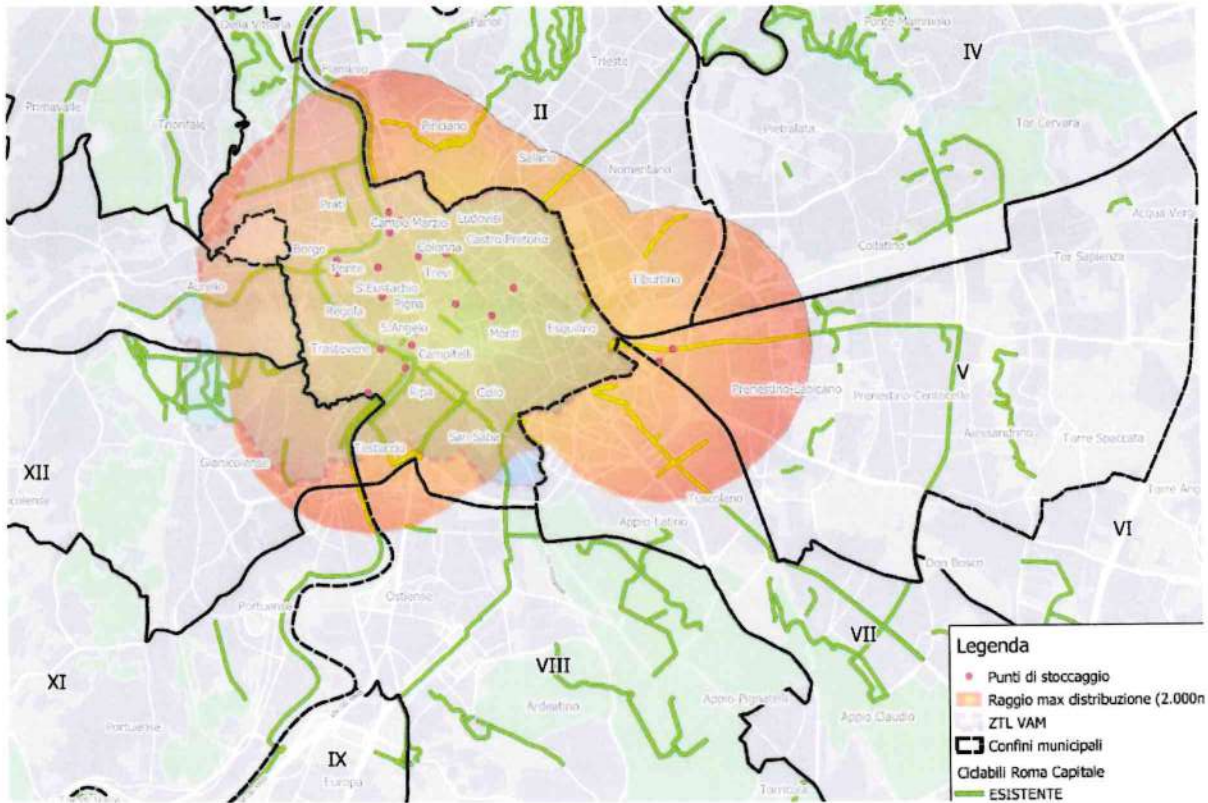 Della Vittoria
Parioli
Ponte Mammolo
IV
Flaminio
Trieste
Primavalle
Trionfale
Pinciano
II
Pietralata
Tor Cervara
Salario
Nomentano
Prati
Campo Marzio
Ludovisi
Castro Pretorio
Acqua Verg
Borgo
Colonna
Collatino
Tor Sapienza
Ponte
Trevi
Tiburtino
Aurelio
S.Eustachio
Regola
Pigna
Monti
Esquilino
S.Angelo
Trastevere
Campitelli
Prenestino-Labicano
V
Prenestino-Centocelle
Ripa
Celio
Alessandrino
Torre Spaccata
Testaccio
San Saba
XII
Gianicolense
Tuscolano
Torre Ang
Appio-Latino
VI
Don Bosco
Portuense
Ostiense
VII
XI
VIII
Ardeatino
Appio-Pignatelli
Appio Claudio
Portuense
IX
Europa
Torricola
Legenda
Punti di stoccaggio
Raggio max distribuzione (2.000m
ZTL VAM
Confini municipali
Ciclabili Roma Capitale
ESISTENTE